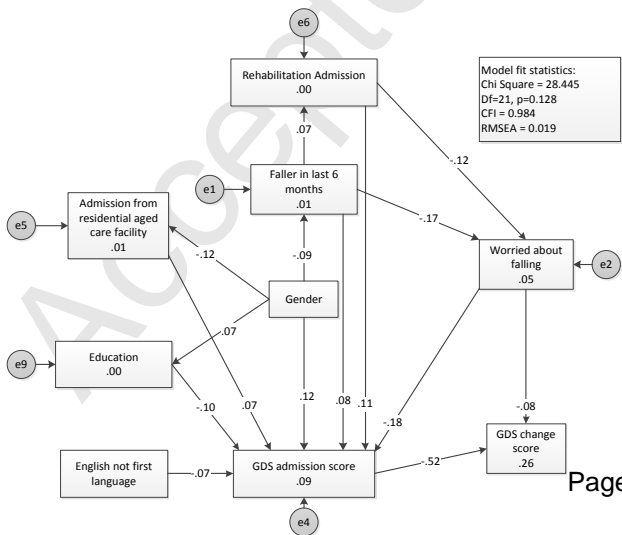 e6
Rehabilitation Admission
.00
Model fit statistics:
Chi Square = 28.445
Df=21, p=0.128
CFI = 0.984
RMSEA = 0.019
.07
-.12
e1
Faller in last 6
months
.01
e5
Admission from
residential aged
care facility
.01
-.17
-.12
-.09
Worried about
falling
.05
e2
Gender
.07
e9
Education
.00
-.10
.07
.12
.08
.11
-.18
-.08
English not first
language
-.07
GDS admission score
.09
-.52
GDS change
score
.26
Page
e4
Accepte